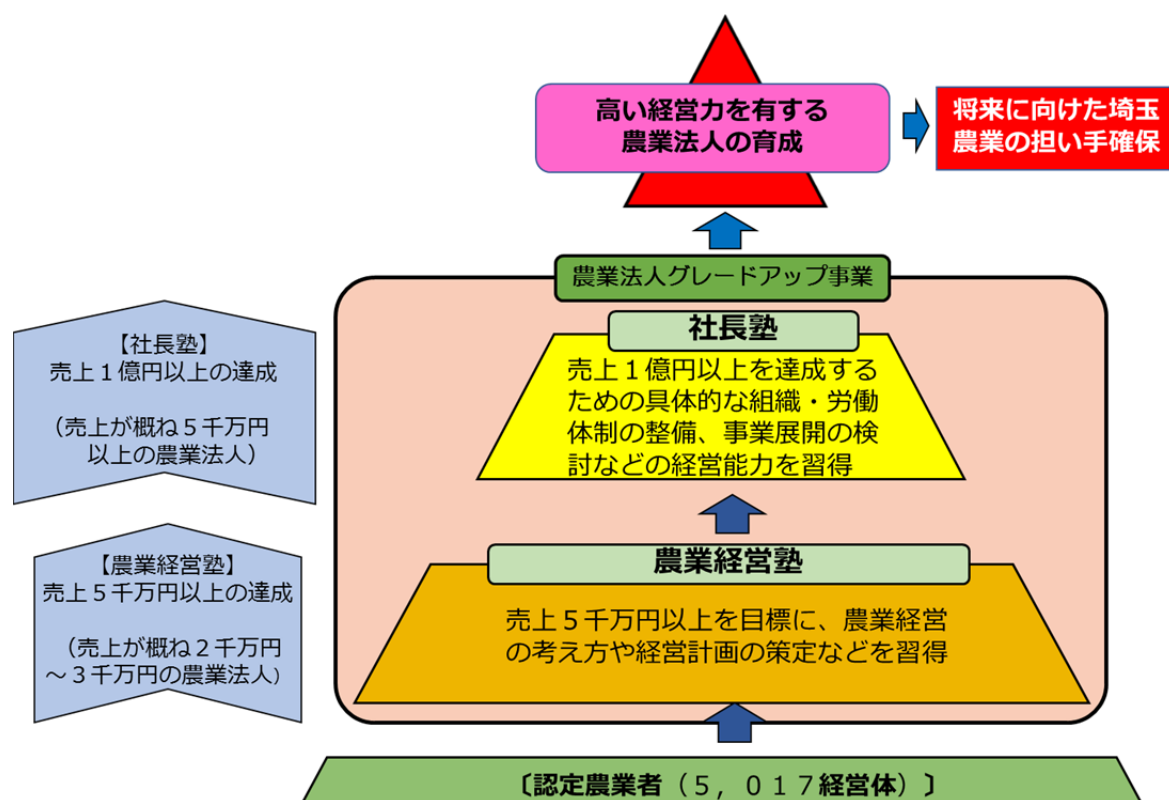 高い経営力を有する
農業法人の育成
将来に向けた埼玉
農業の担い手確保
農業法人グレードアップ事業
社長塾
売上１億円以上を達成する
ための具体的な組織・労働
体制の整備、事業展開の検
討などの経営能力を習得
【社長塾】
売上１億円以上の達成
（売上が概ね５千万円
以上の農業法人）
農業経営塾
売上５千万円以上を目標に、農業経営
の考え方や経営計画の策定などを習得
【農業経営塾】
売上５千万円以上の達成
（売上が概ね２千万円
～３千万円の農業法人）
〔認定農業者（５，０１７経営体）〕